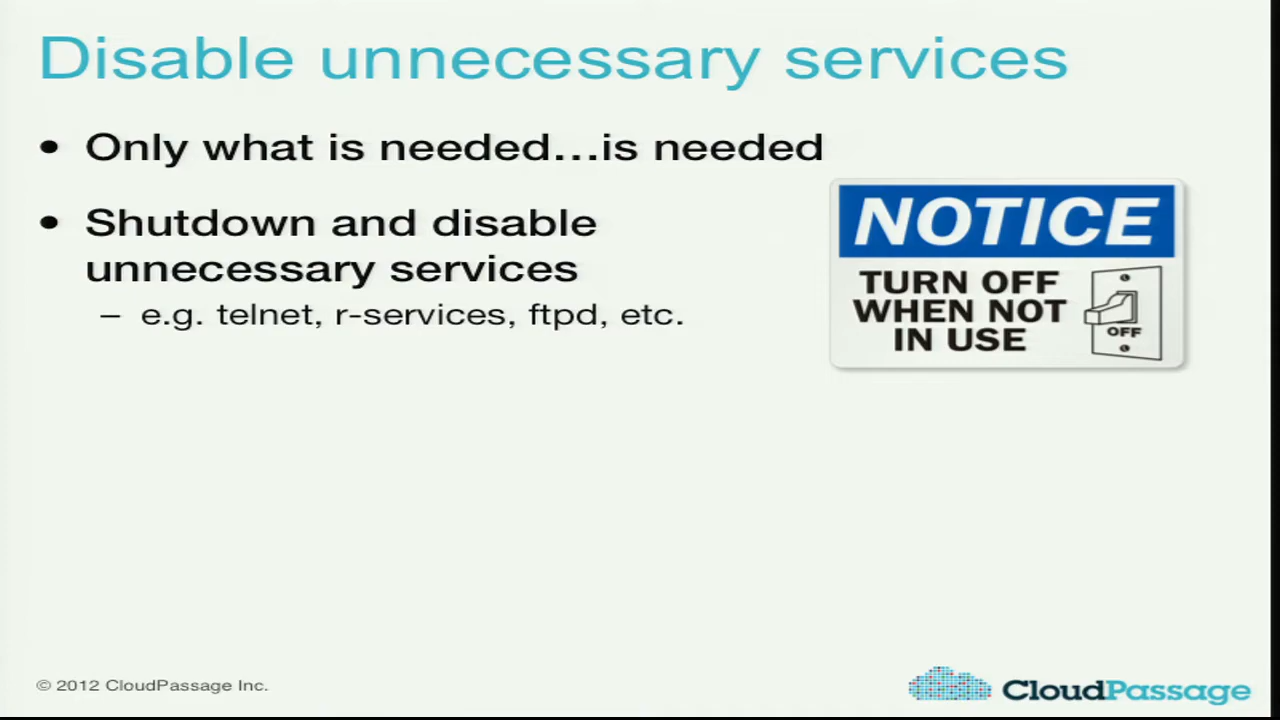 Disable unnecessary services
• Only what is needed...is needed
• Shutdown and disable
unnecessary services
– e.g. telnet, r-services, ftpd, etc.
NOTICE
TURN OFF
WHEN NOT
IN USE
OFF
© 2012 CloudPassage Inc.
CloudPassage